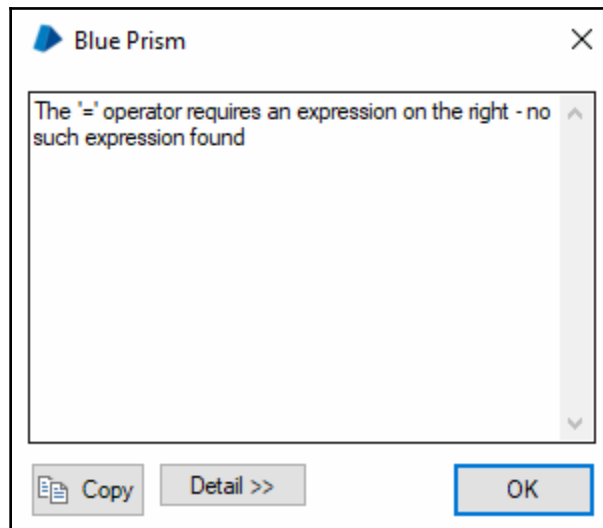 Blue Prism
The '=' operator requires an expression on the right - no
such expression found
Copy
Detail >>
OK